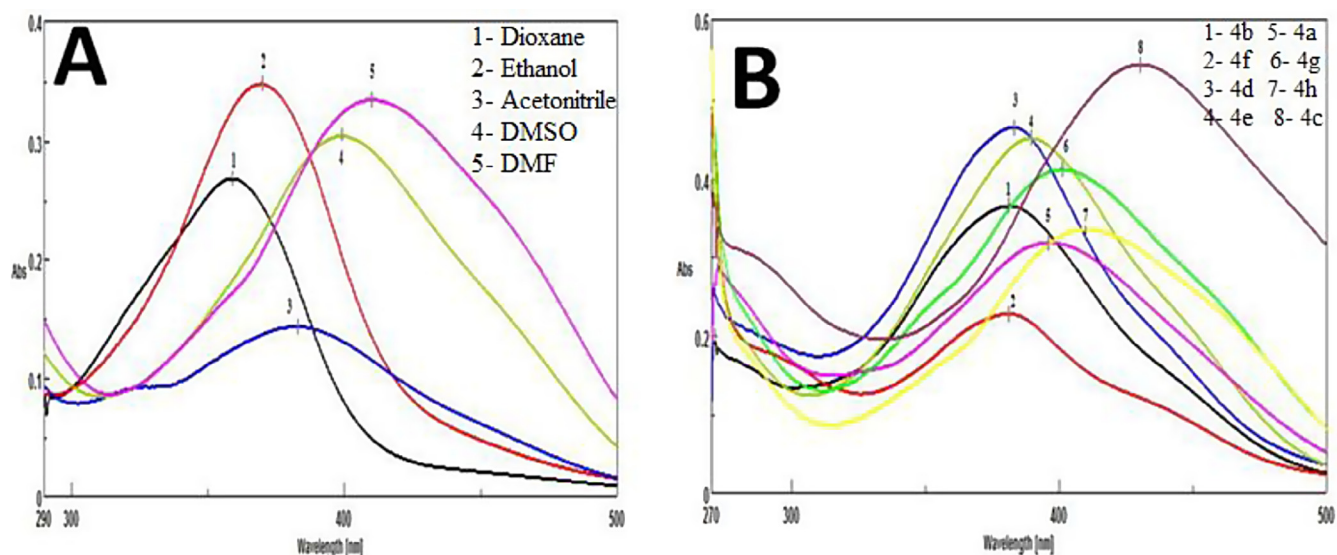 A
1- Dioxane
2- Ethanol
3- Acetonitrile
4- DMSO
5- DMF
0.4
0.3
0.2
0.1
0
Abs
1
2
3
4
5
290 300 400 500
Wavelength [nm]
B
1- 4b 5- 4a
2- 4f 6- 4g
3- 4d 7- 4h
4- 4e 8- 4c
0.6
0.4
0.2
0
Abs
1
2
3
4
5
6
7
8
270 300 400 500
Wavelength [nm]